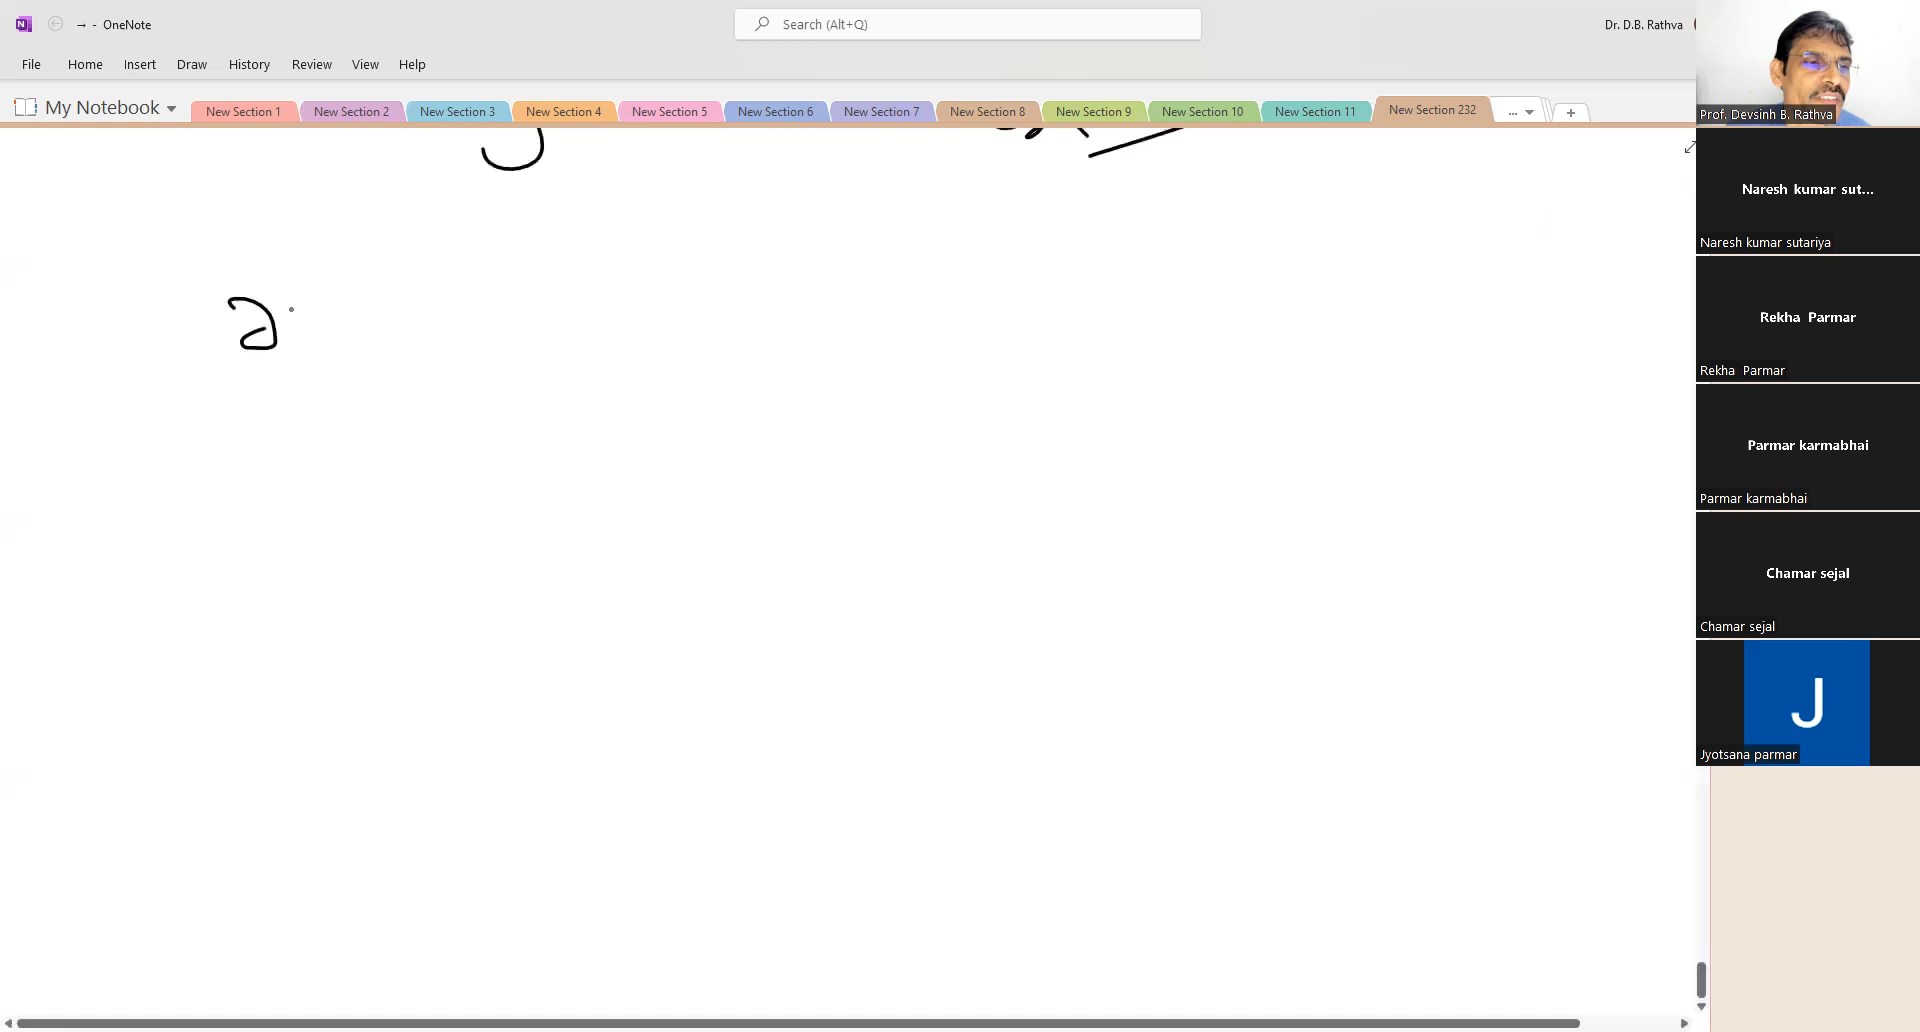 → - OneNote
Search (Alt+Q)
Dr. D.B. Rathva
File Home Insert Draw History Review View Help
My Notebook
New Section 1 New Section 2 New Section 3 New Section 4 New Section 5 New Section 6 New Section 7 New Section 8 New Section 9 New Section 10 New Section 11 New Section 232 ...
Prof. Devsinh B. Rathva
Naresh kumar sut...
Naresh kumar sutariya
Rekha Parmar
Rekha Parmar
Parmar karmabhai
Parmar karmabhai
Chamar sejal
Chamar sejal
J
Jyotsana parmar